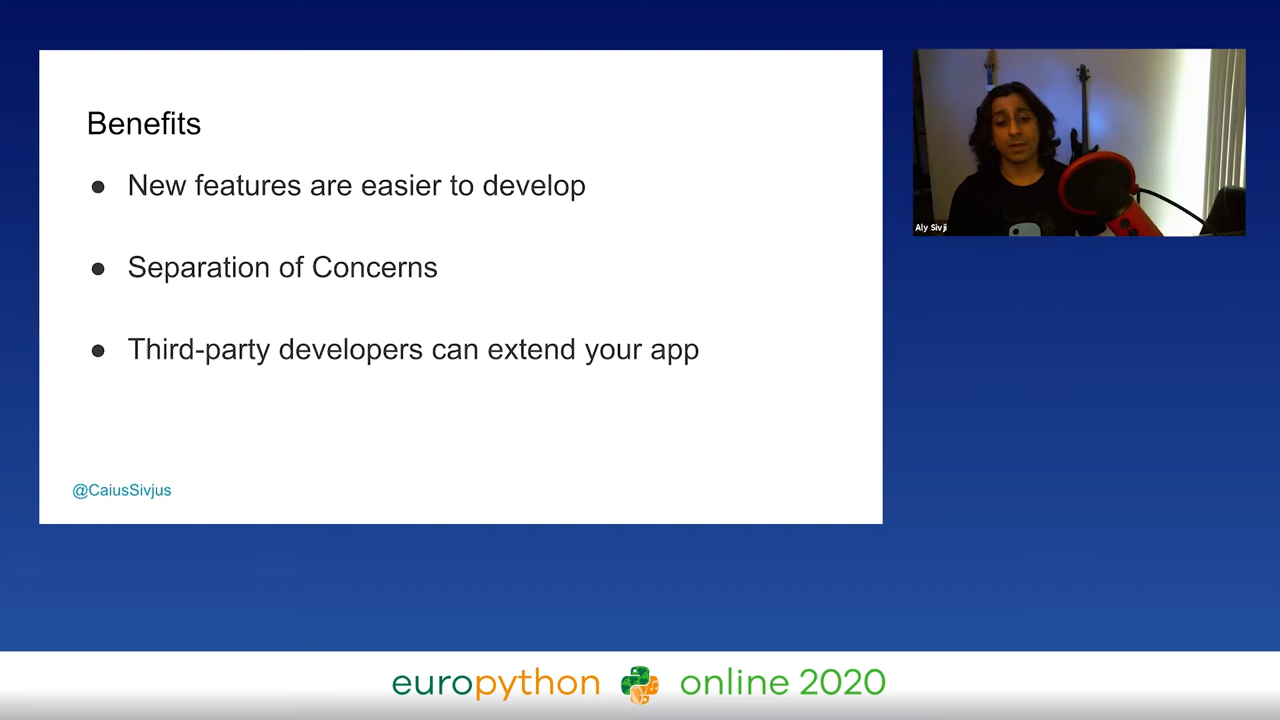 Benefits
● New features are easier to develop
● Separation of Concerns
● Third-party developers can extend your app
@CaiusSivjus
Aly Sivji
europython online 2020